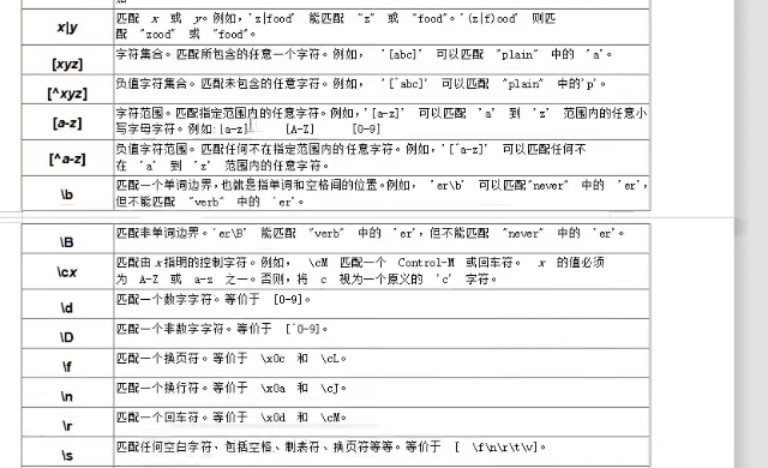 x|y
匹配 x 或 y。例如，'z|food' 能匹配 "z" 或 "food"。'(z|f)ood' 则匹
配 "zood" 或 "food"。
[xyz]
字符集合。匹配所包含的任意一个字符。例如， '[abc]' 可以匹配 "plain" 中的 'a'。
[^xyz]
负值字符集合。匹配未包含的任意字符。例如， '[^abc]' 可以匹配 "plain" 中的'p'。
[a-z]
字符范围。匹配指定范围内的任意字符。例如，'[a-z]' 可以匹配 'a' 到 'z' 范围内的任意小
写字母字符。例如:[a-z] [A-Z] [0-9]
[^a-z]
负值字符范围。匹配任何不在指定范围内的任意字符。例如，'[^a-z]' 可以匹配任何不
在 'a' 到 'z' 范围内的任意字符。
\b
匹配一个单词边界，也就是指单词和空格间的位置。例如， 'er\b' 可以匹配"never" 中的 'er'，
但不能匹配 "verb" 中的 'er'。
\B
匹配非单词边界。'er\B' 能匹配 "verb" 中的 'er'，但不能匹配 "never" 中的 'er'。
\cx
匹配由 x指明的控制字符。例如， \cM 匹配一个 Control-M 或回车符。 x 的值必须
为 A-Z 或 a-z 之一。否则，将 c 视为一个原义的 'c' 字符。
\d
匹配一个数字字符。等价于 [0-9]。
\D
匹配一个非数字字符。等价于 [^0-9]。
\f
匹配一个换页符。等价于 \x0c 和 \cL。
\n
匹配一个换行符。等价于 \x0a 和 \cJ。
\r
匹配一个回车符。等价于 \x0d 和 \cM。
\s
匹配任何空白字符，包括空格、制表符、换页符等等。等价于 [ \f\n\r\t\v]。